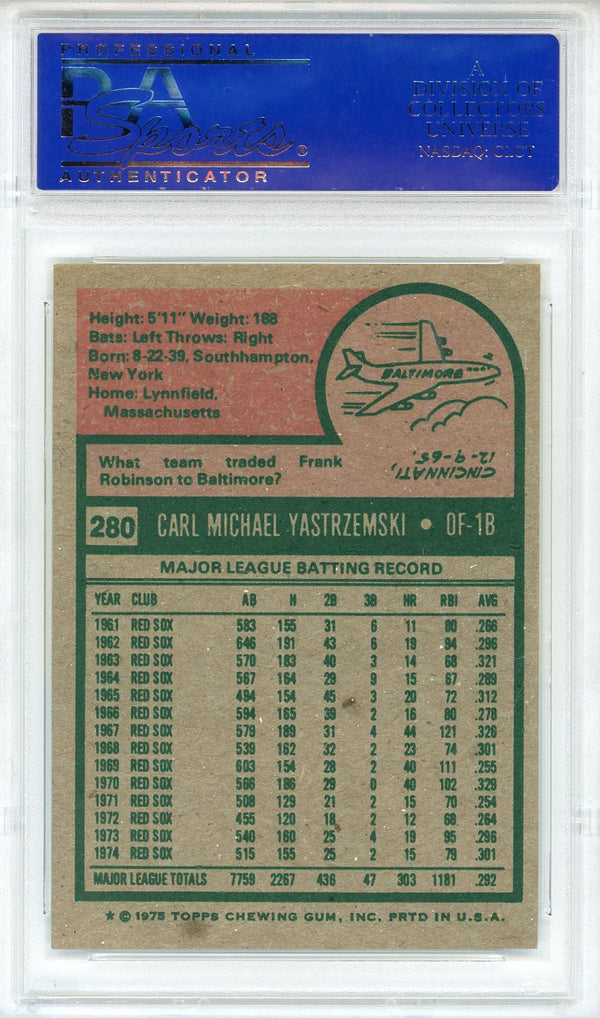 PROFESSIONAL
PSA
Sports ®
AUTHENTICATOR
A
DIVISION OF
COLLECTORS
UNIVERSE
NASDAQ: CLCT
Height: 5'11" Weight: 188
Bats: Left Throws: Right
Born: 8-22-39, Southhampton,
New York
Home: Lynnfield,
Massachusetts
BALTIMORE
What team traded Frank
Robinson to Baltimore?
CINCINNATI,
12-9-65.
280 CARL MICHAEL YASTRZEMSKI • OF-1B
MAJOR LEAGUE BATTING RECORD
YEAR CLUB AB H 2B 3B HR RBI AVG
1961 RED SOX 583 155 31 6 11 80 .266
1962 RED SOX 646 191 43 6 19 94 .296
1963 RED SOX 570 183 40 3 14 68 .321
1964 RED SOX 567 164 29 9 15 67 .289
1965 RED SOX 494 154 45 3 20 72 .312
1966 RED SOX 594 165 39 2 16 80 .278
1967 RED SOX 579 189 31 4 44 121 .326
1968 RED SOX 539 162 32 2 23 74 .301
1969 RED SOX 603 154 28 2 40 111 .255
1970 RED SOX 566 186 29 0 40 102 .329
1971 RED SOX 508 129 21 2 15 70 .254
1972 RED SOX 455 120 18 2 12 68 .264
1973 RED SOX 540 160 25 4 19 95 .296
1974 RED SOX 515 155 25 2 15 79 .301
MAJOR LEAGUE TOTALS 7759 2267 436 47 303 1181 .292
* © 1975 TOPPS CHEWING GUM, INC. PRTD IN U.S.A.